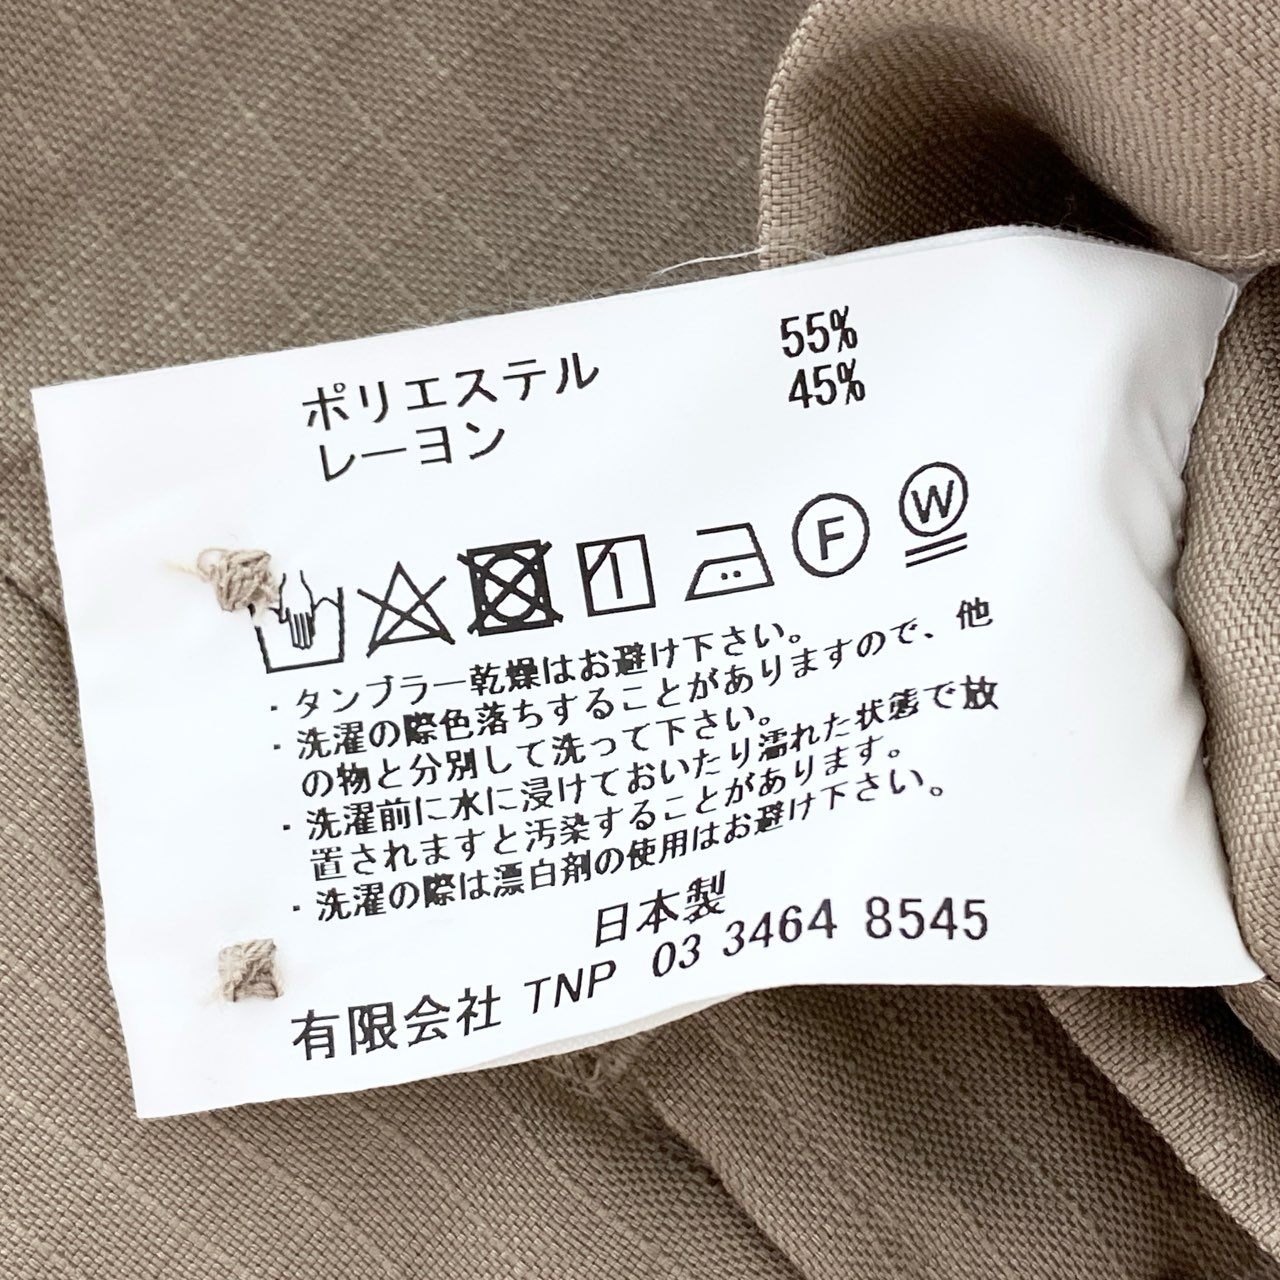 ポリエステル 55%
レーヨン 45%
F W
・タンブラー乾燥はお避け下さい。
・洗濯の際色落ちすることがありますので、他
の物と分別して洗って下さい。
・洗濯前に水に浸けておいたり濡れた状態で放
置されますと汚染することがあります。
・洗濯の際は漂白剤の使用はお避け下さい。
日本製
有限会社 TNP 03 3464 8545